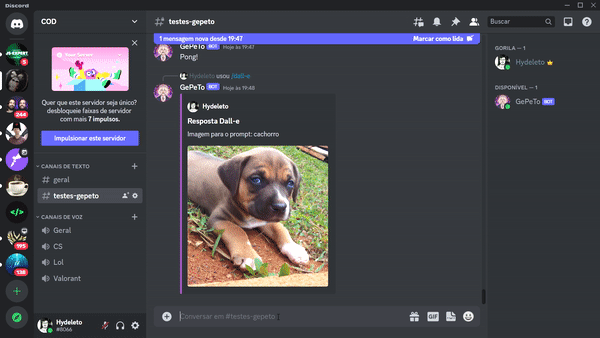 Discord
COD
Quer que este servidor seja único?
desbloqueie faixas de servidor
com mais 7 impulsos.
Impulsionar este servidor
CANAIS DE TEXTO
geral
testes-gepeto
CANAIS DE VOZ
Geral
CS
Lol
Valorant
5
244
195
128
Hydeleto
#8066
testes-gepeto
1 mensagem nova desde 19:47
Marcar como lida
GePeTo BOT Hoje às 19:47
Pong!
Hydeleto usou /dall-e
GePeTo BOT Hoje às 19:48
Hydeleto
Resposta Dall-e
Imagem para o prompt: cachorro
Conversar em #testes-gepeto
GIF
Buscar
GORILA — 1
Hydeleto
DISPONÍVEL — 1
GePeTo BOT